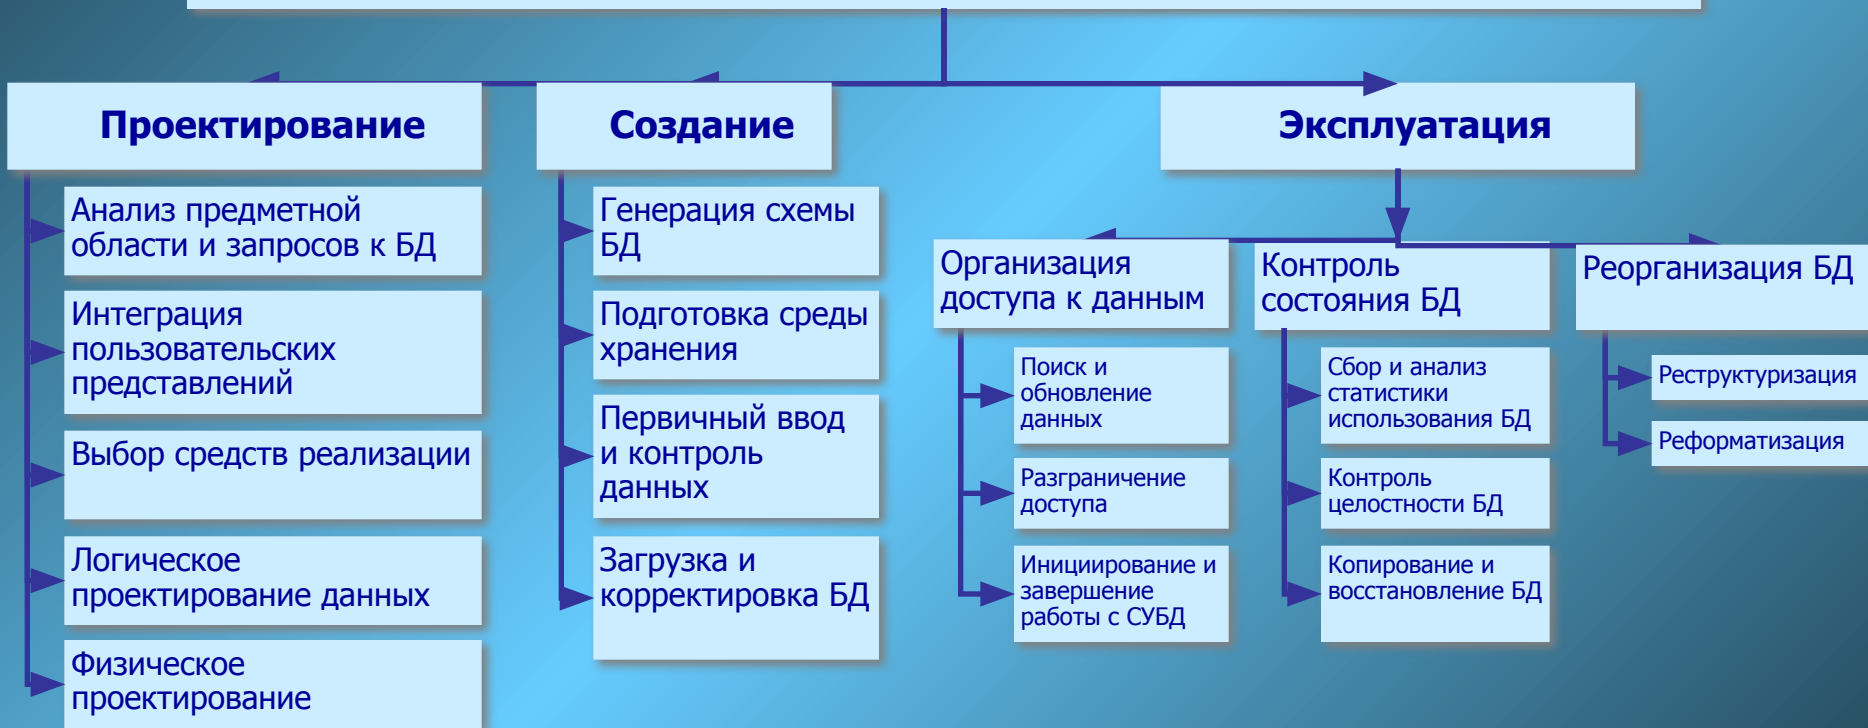 Проектирование
Создание
Эксплуатация
Анализ предметной
области и запросов к БД
Интеграция
пользовательских
представлений
Выбор средств реализации
Логическое
проектирование данных
Физическое
проектирование
Генерация схемы
БД
Подготовка среды
хранения
Первичный ввод
и контроль
данных
Загрузка и
корректировка БД
Организация
доступа к данным
Поиск и
обновление
данных
Разграничение
доступа
Инициирование и
завершение
работы с СУБД
Контроль
состояния БД
Сбор и анализ
статистики
использования БД
Контроль
целостности БД
Копирование и
восстановление БД
Реорганизация БД
Реструктуризация
Реформатизация